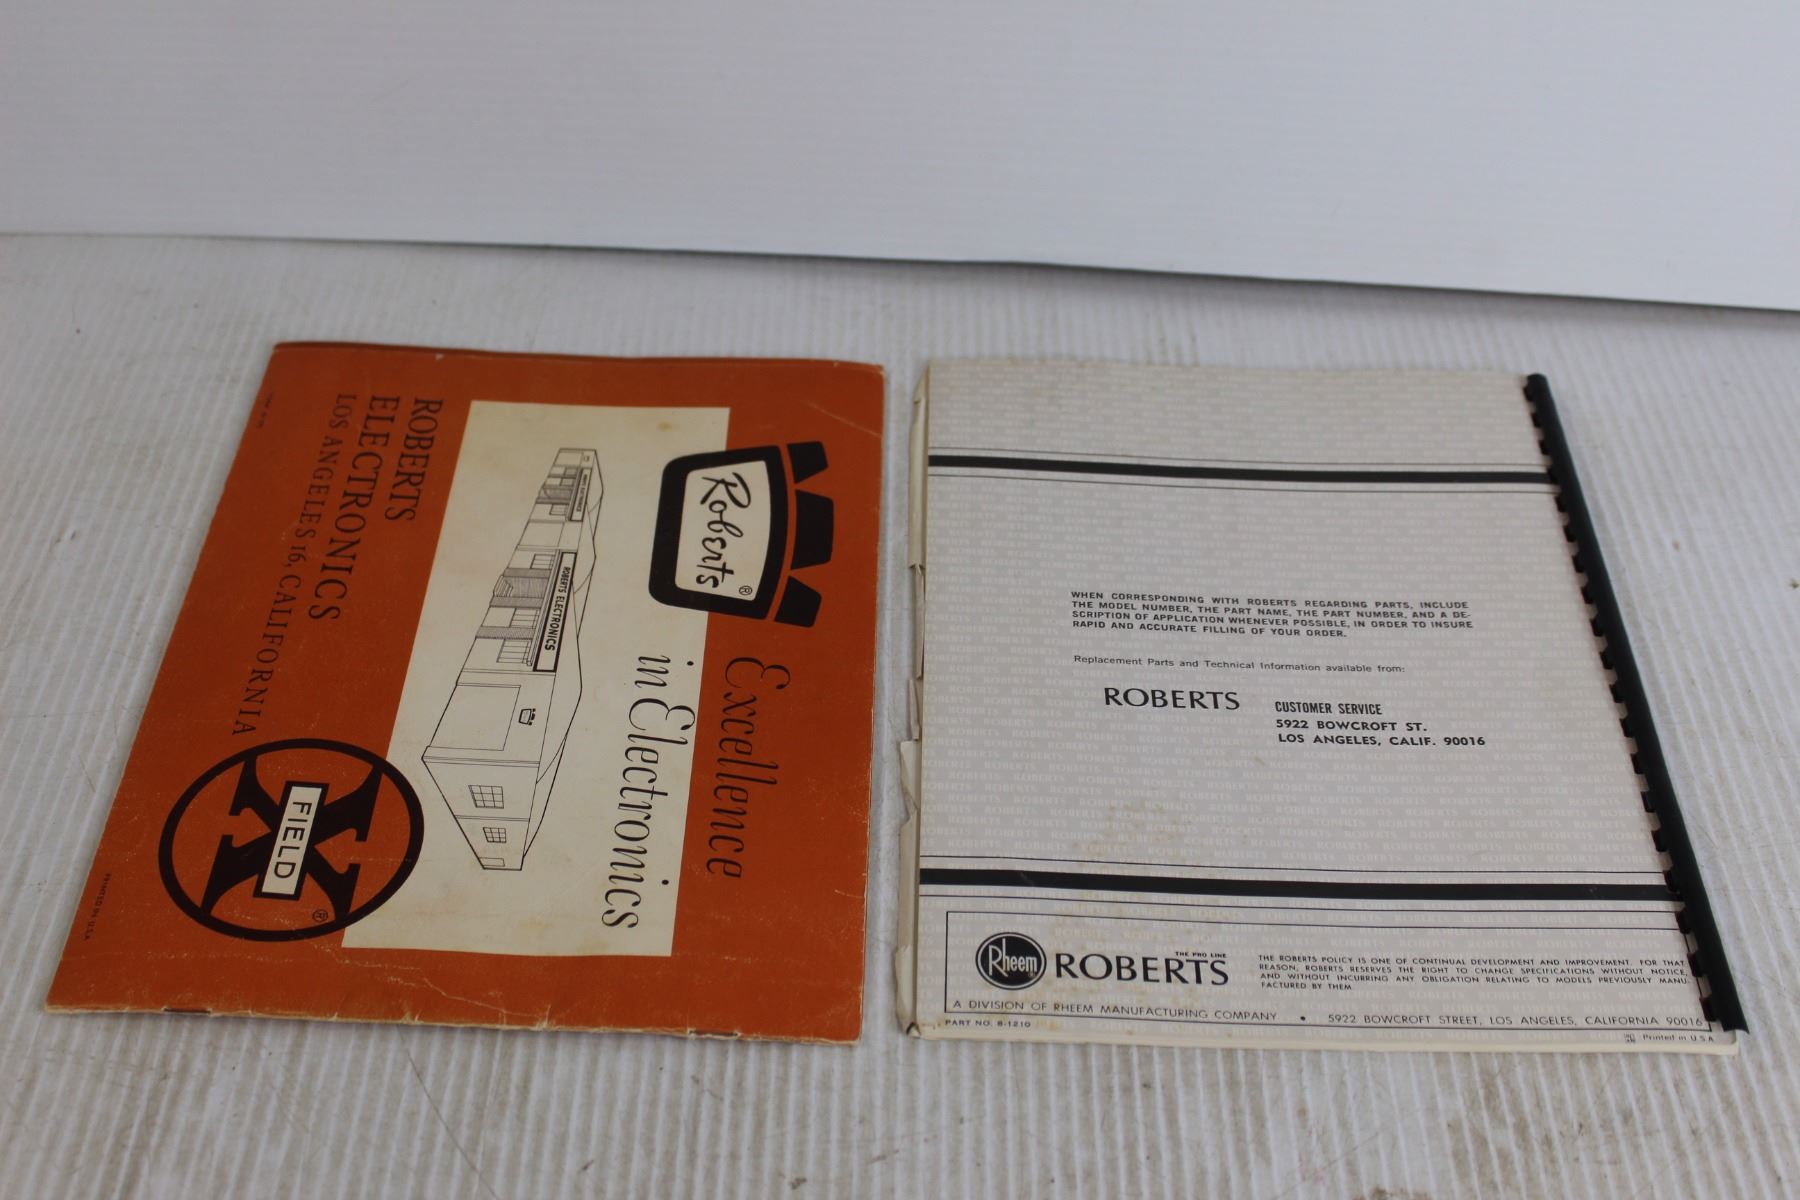 Roberts®
Excellence
in Electronics
ROBERTS ELECTRONICS
ROBERTS
ELECTRONICS
LOS ANGELES 16, CALIFORNIA
X
FIELD
®
PRINTED IN U.S.A.
WHEN CORRESPONDING WITH ROBERTS REGARDING PARTS, INCLUDE
THE MODEL NUMBER, THE PART NAME, THE PART NUMBER, AND A DE-
SCRIPTION OF APPLICATION WHENEVER POSSIBLE, IN ORDER TO INSURE
RAPID AND ACCURATE FILLING OF YOUR ORDER.
Replacement Parts and Technical Information available from:
ROBERTS
CUSTOMER SERVICE
5922 BOWCROFT ST.
LOS ANGELES, CALIF. 90016
Rheem
THE PRO LINE
ROBERTS
THE ROBERTS POLICY IS ONE OF CONTINUAL DEVELOPMENT AND IMPROVEMENT. FOR THAT
REASON, ROBERTS RESERVES THE RIGHT TO CHANGE SPECIFICATIONS WITHOUT NOTICE,
AND WITHOUT INCURRING ANY OBLIGATION RELATING TO MODELS PREVIOUSLY MANU-
FACTURED BY THEM.
A DIVISION OF RHEEM MANUFACTURING COMPANY • 5922 BOWCROFT STREET, LOS ANGELES, CALIFORNIA 90016
PART NO. 8-1210
Printed in U S A